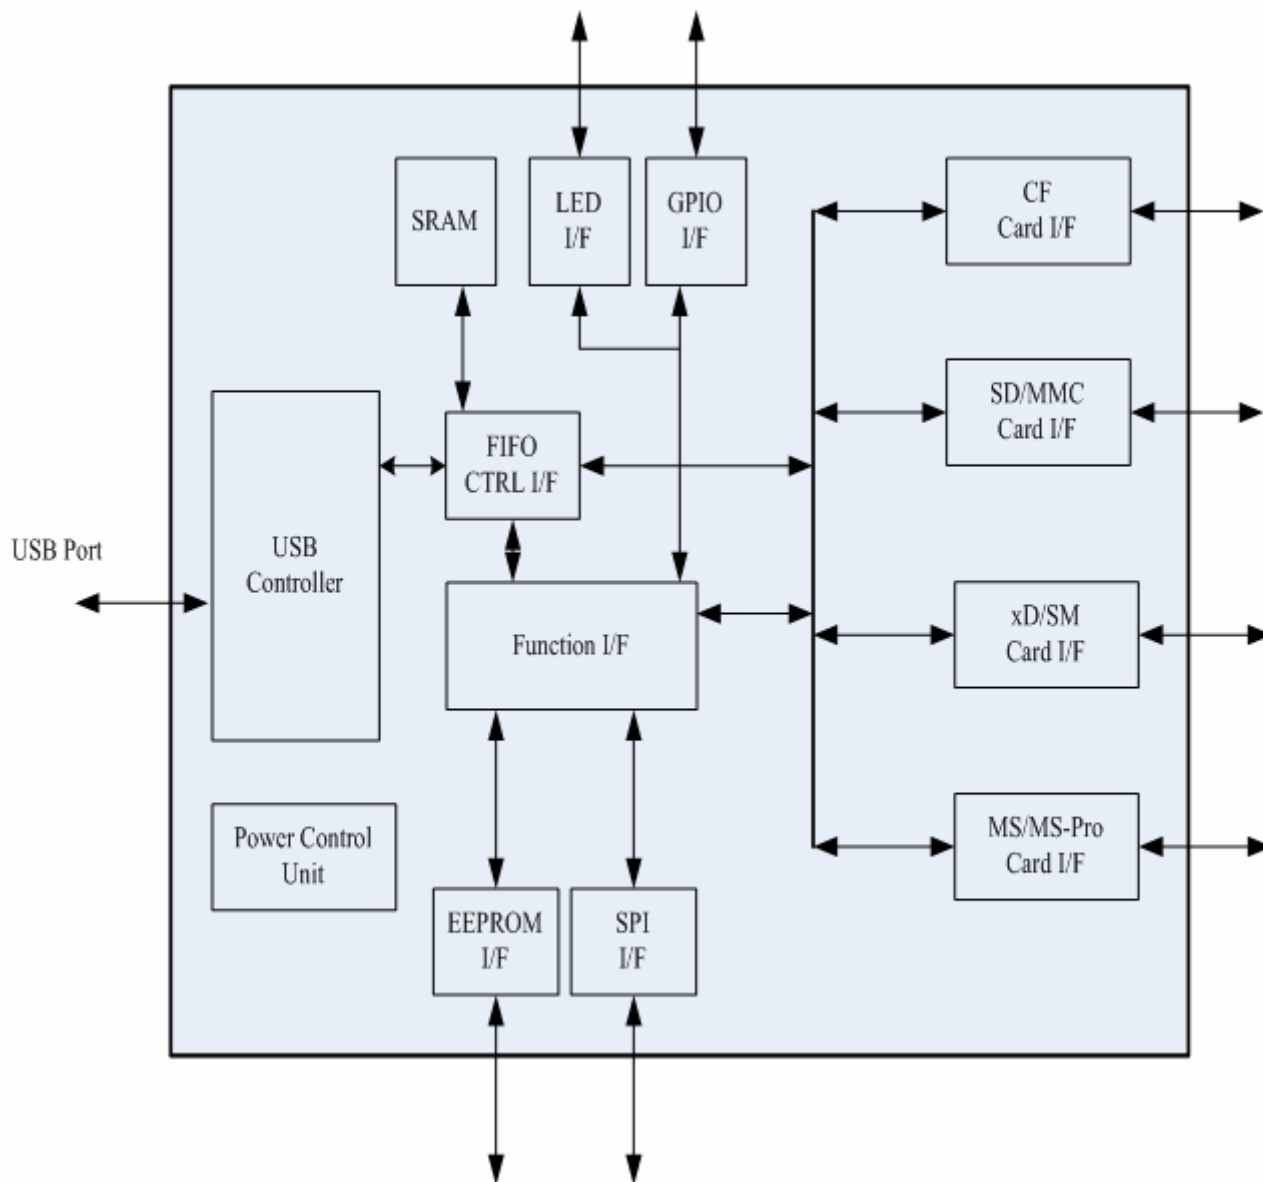 SRAM
LED
I/F
GPIO
I/F
CF
Card I/F
SD/MMC
Card I/F
FIFO
CTRL I/F
USB Port
USB
Controller
Function I/F
xD/SM
Card I/F
Power Control
Unit
MS/MS-Pro
Card I/F
EEPROM
I/F
SPI
I/F